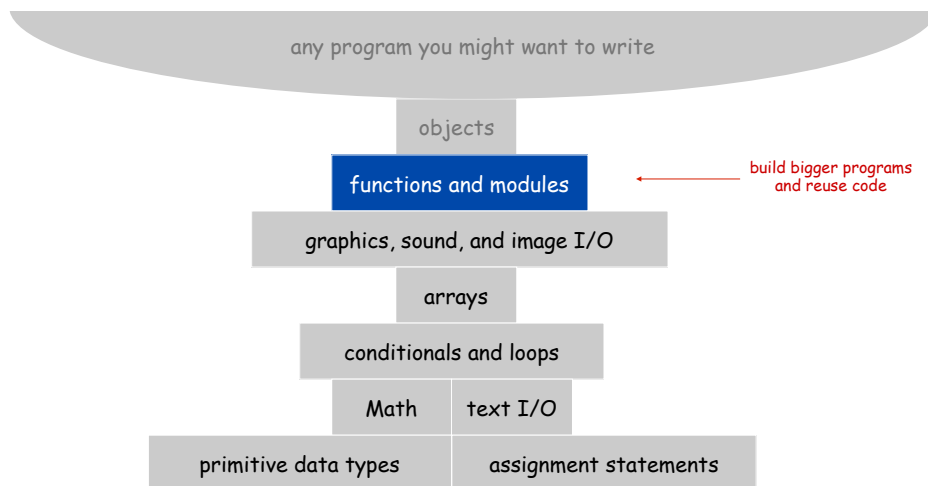 any program you might want to write
objects
functions and modules
build bigger programs
and reuse code
graphics, sound, and image I/O
arrays
conditionals and loops
Math
text I/O
primitive data types
assignment statements